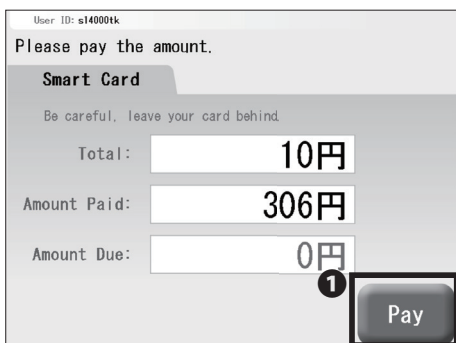 User ID: s14000tk
Please pay the amount.
Smart Card
Be careful, leave your card behind.
Total: 10円
Amount Paid: 306円
Amount Due: 0円
❶
Pay